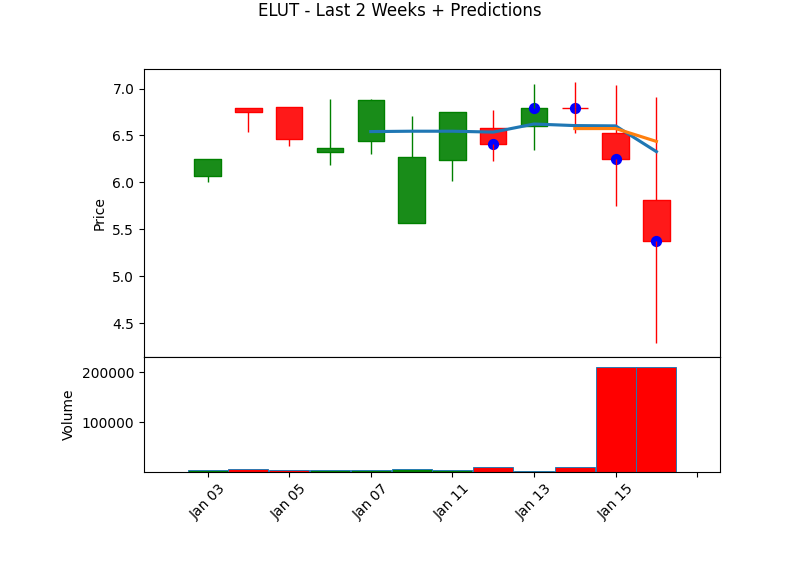 ELUT - Last 2 Weeks + Predictions
7.0
6.5
6.0
5.5
5.0
4.5
Price
200000
100000
Volume
Jan 03
Jan 05
Jan 07
Jan 11
Jan 13
Jan 15